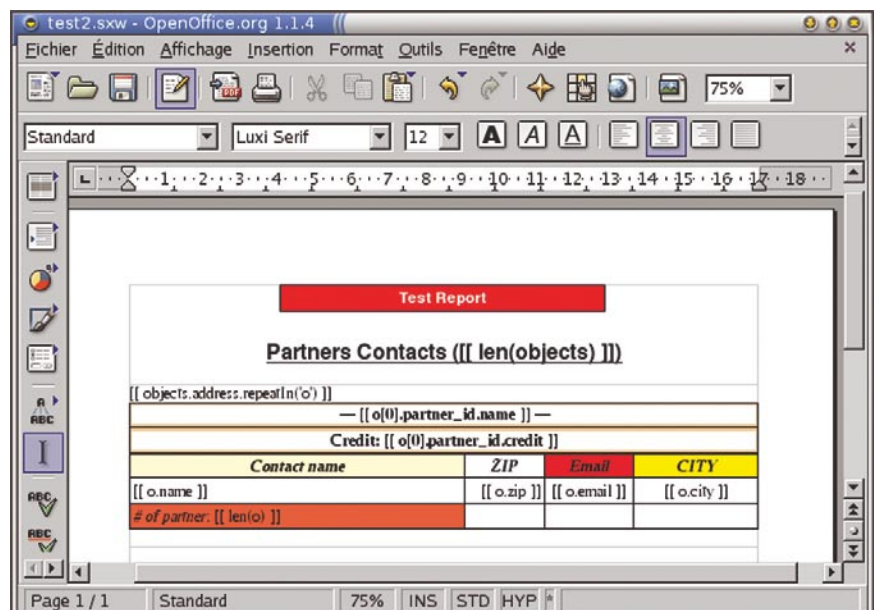 test2.sxw - OpenOffice.org 1.1.4
Fichier Édition Affichage Insertion Format Outils Fenêtre Aide
75%
Standard Luxi Serif 12 A A A
1 2 3 4 5 6 7 8 9 10 11 12 13 14 15 16 17 18
Test Report
Partners Contacts ([[ len(objects) ]])
[[ objects.address.repeatIn('o') ]]
— [[ o[0].partner_id.name ]] —
Credit: [[ o[0].partner_id.credit ]]
Contact name ZIP Email CITY
[[ o.name ]] [[ o.zip ]] [[ o.email ]] [[ o.city ]]
# of partner: [[ len(o) ]]
A
ABC
ABC
ABC
Page 1 / 1 Standard 75% INS STD HYP *